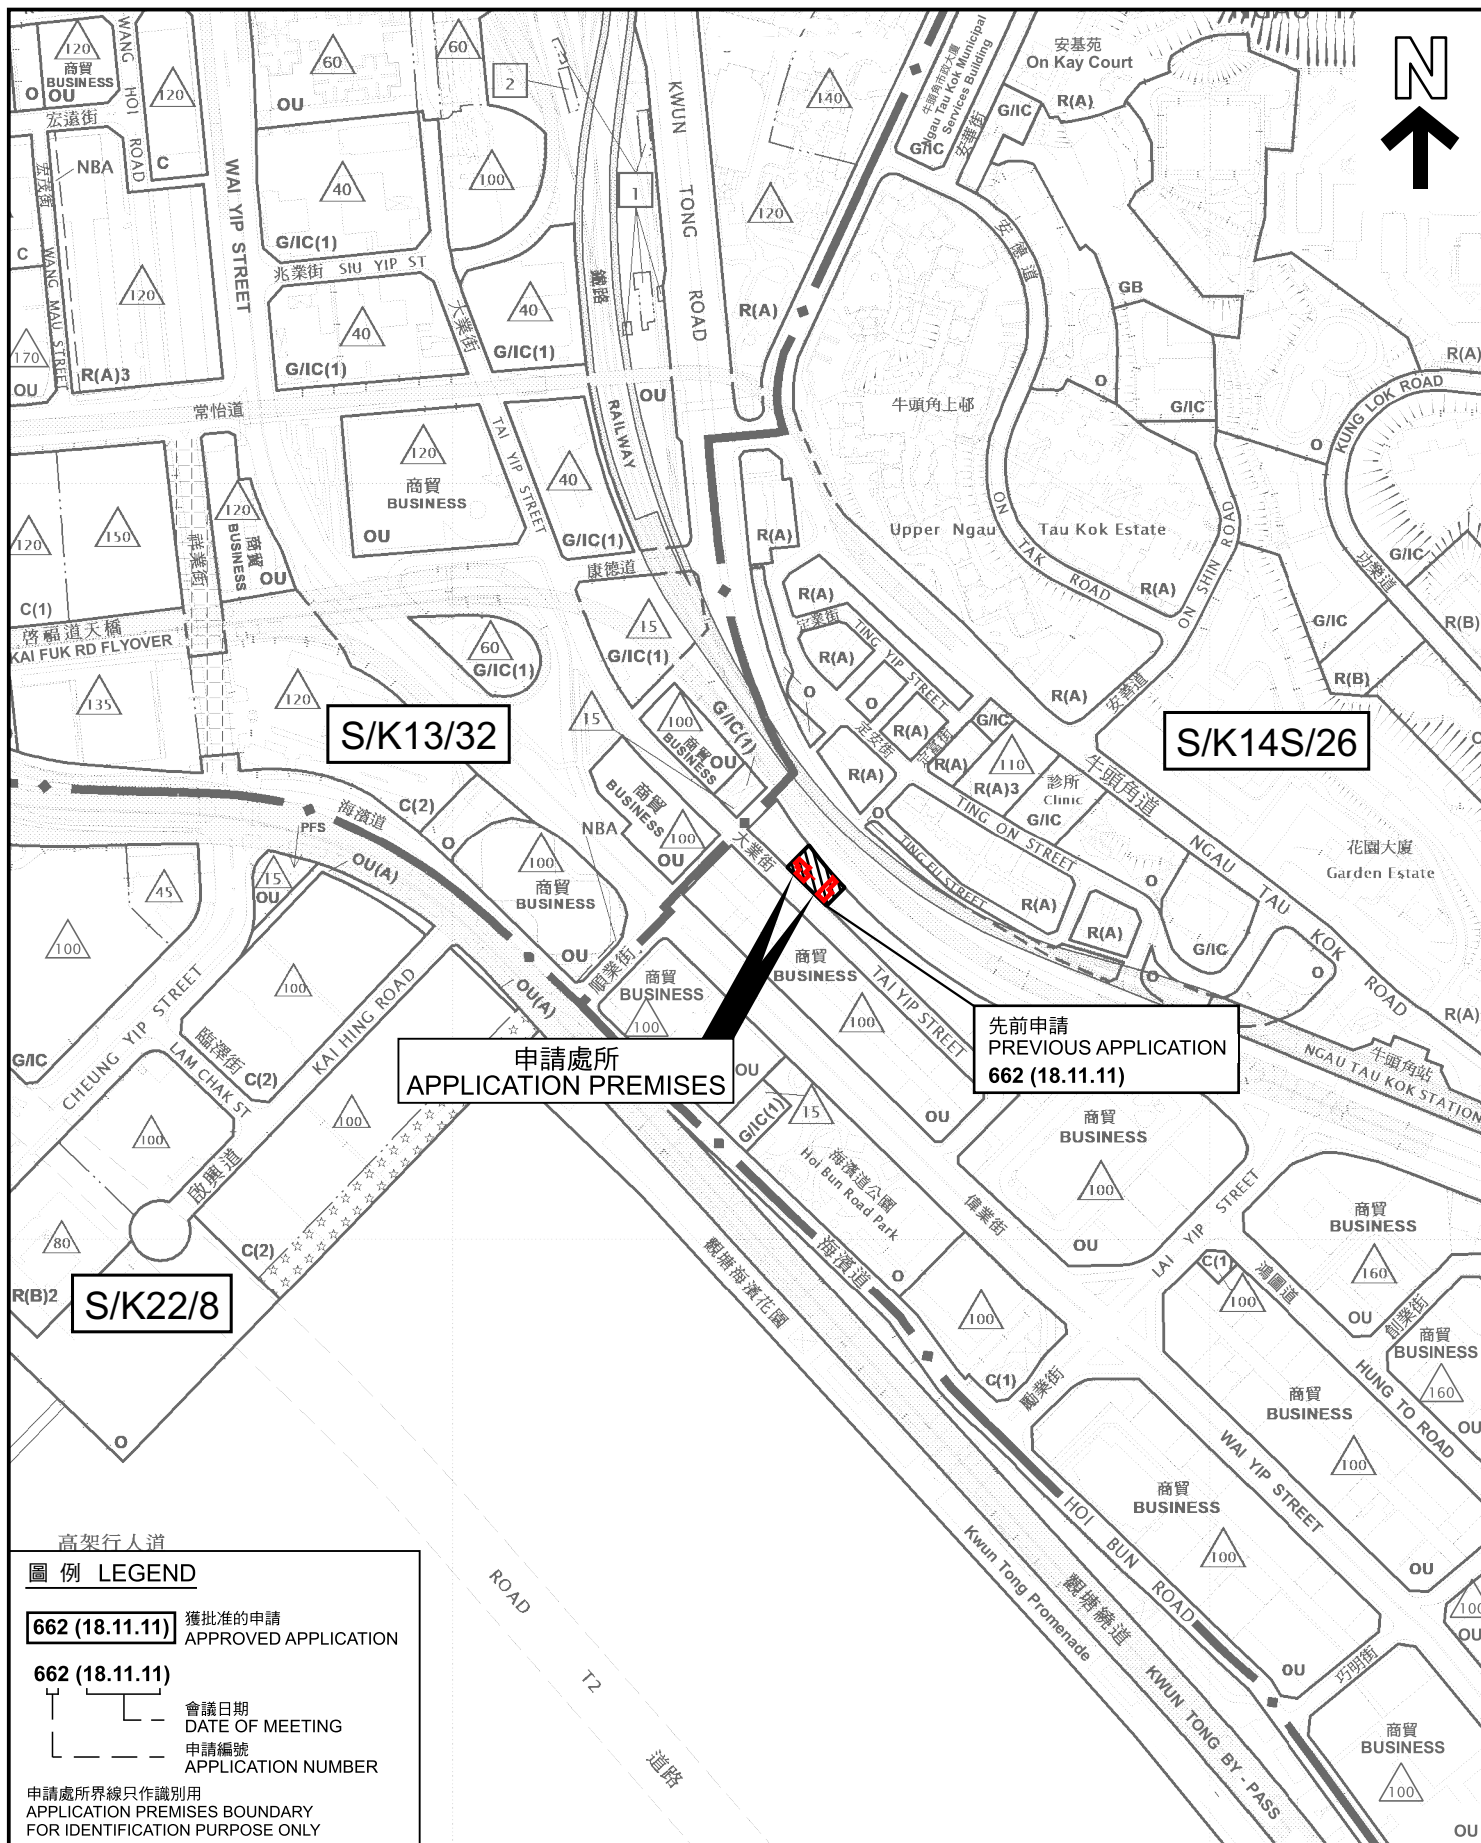 N
120
商貿
BUSINESS
O
OU
宏遠街
WANG HOI ROAD
120
C
60
OU
60
2
1
140
牛頭角市政大廈
Ngau Tau Kok Municipal
Services Building
G/IC
安華街
G/IC
安基苑
On Kay Court
R(A)
NBA
宏茂街
WANG MAU STREET
C
120
170
OU
R(A)3
WAI YIP STREET
40
G/IC(1)
100
兆業街 SIU YIP ST
40
G/IC(1)
大業街
40
G/IC(1)
鐵路
RAILWAY
KWUN TONG ROAD
120
R(A)
OU
安德道
GB
O
G/IC
R(A)
KUNG LOK ROAD
O
牛頭角上邨
常怡道
120
商貿
BUSINESS
OU
TAI YIP STREET
40
G/IC(1)
康德道
R(A)
Upper Ngau Tau Kok Estate
ON TAK ROAD
R(A)
ON SHIN ROAD
安善道
G/IC
功樂道
G/IC
R(B)
R(B)
120
150
C(1)
祥業街
120
商貿
BUSINESS
OU
啓福道天橋
KAI FUK RD FLYOVER
135
120
60
G/IC(1)
15
G/IC(1)
15
100
商貿
BUSINESS
OU
G/IC(1)
R(A)
定業街
R(A)
TING YIP STREET
O
O
R(A)
定安街
R(A)
G/IC
R(A)
110
R(A)3
診所
Clinic
G/IC
R(A)
牛頭角道
NGAU TAU KOK ROAD
S/K13/32
S/K14S/26
海濱道
PFS
C(2)
O
NBA
商貿
BUSINESS
100
OU
大業街
O
TING ON STREET
TING FU STREET
R(A)
O
R(A)
G/IC
O
O
花園大廈
Garden Estate
R(A)
45
15
OU
OU(A)
100
商貿
BUSINESS
OU
順業街
OU(A)
100
CHEUNG YIP STREET
100
臨澤街
LAM CHAK ST
C(2)
KAI HING ROAD
G/IC
100
100
啟興道
80
R(B)2
C(2)
S/K22/8
O
商貿
BUSINESS
100
商貿
BUSINESS
100
TAI YIP STREET
OU
申請處所
APPLICATION PREMISES
先前申請
PREVIOUS APPLICATION
662 (18.11.11)
牛頭角站
NGAU TAU KOK STATION
OU
G/IC(1)
15
海濱道公園
Hoi Bun Road Park
海濱道
O
觀塘海濱花園
偉業街
商貿
BUSINESS
100
OU
LAI YIP STREET
C(1)
100
鴻圖道
商貿
BUSINESS
160
OU
創業街
商貿
BUSINESS
160
OU
HUNG TO ROAD
100
C(1)
勵業街
商貿
BUSINESS
100
WAI YIP STREET
OU
商貿
BUSINESS
100
HOI BUN ROAD
OU
巧明街
100
OU
商貿
BUSINESS
100
OU
Kwun Tong Promenade
觀塘繞道
KWUN TONG BY - PASS
ROAD T2
道路
高架行人道
圖 例 LEGEND
662 (18.11.11) 獲批准的申請
APPROVED APPLICATION
662 (18.11.11)
會議日期
DATE OF MEETING
申請編號
APPLICATION NUMBER
申請處所界線只作識別用
APPLICATION PREMISES BOUNDARY
FOR IDENTIFICATION PURPOSE ONLY